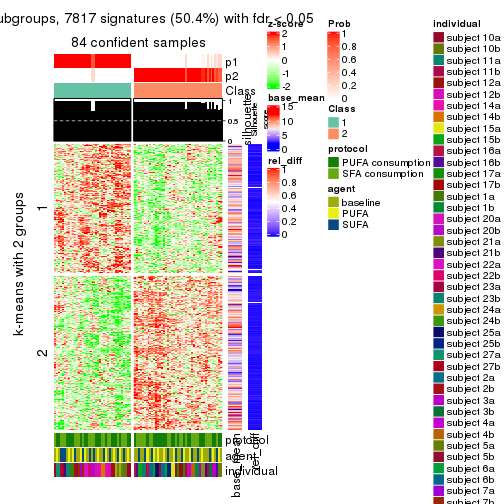 ubgroups, 7817 signatures (50.4%) with fdr < 0.05
84 confident samples
p1
p2
Class
silhouette
1
0.5
0
k-means with 2 groups
1
2
protocol
agent
individual
base_mean
rel_diff
z-score
2
1
0
-1
-2
base_mean
15
10
5
0
rel_diff
1
0.8
0.6
0.4
0.2
0
Prob
1
0.8
0.6
0.4
0.2
0
Class
1
2
protocol
PUFA consumption
SFA consumption
agent
baseline
PUFA
SUFA
individual
subject 10a
subject 10b
subject 11a
subject 11b
subject 12a
subject 12b
subject 14a
subject 14b
subject 15a
subject 15b
subject 16a
subject 16b
subject 17a
subject 17b
subject 1a
subject 1b
subject 20a
subject 20b
subject 21a
subject 21b
subject 22a
subject 22b
subject 23a
subject 23b
subject 24a
subject 24b
subject 25a
subject 25b
subject 27a
subject 27b
subject 2a
subject 2b
subject 3a
subject 3b
subject 4a
subject 4b
subject 5a
subject 5b
subject 6a
subject 6b
subject 7a
subject 7b